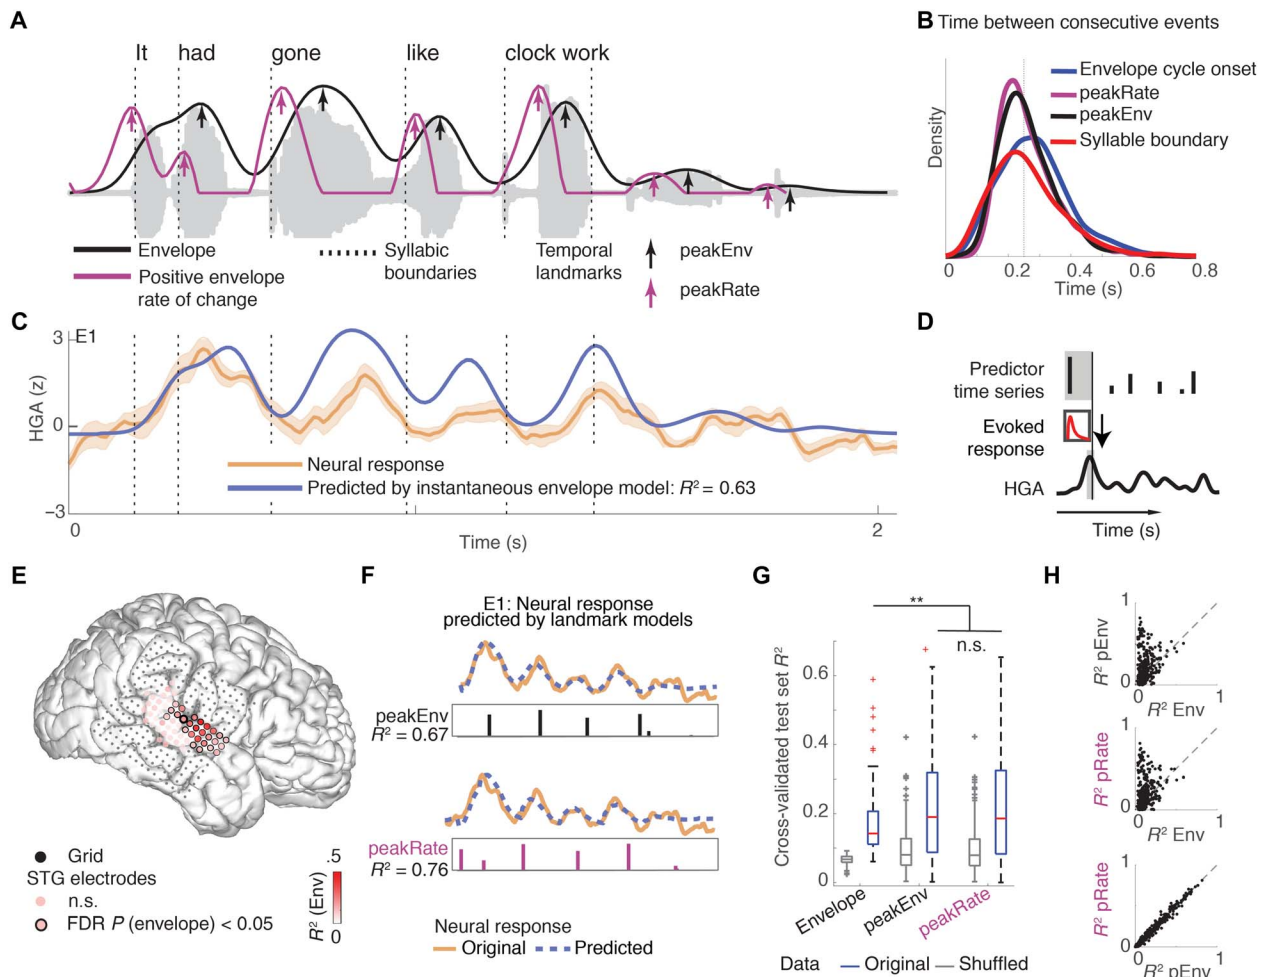 A
It had gone like clock work
Envelope
Positive envelope
rate of change
Syllabic
boundaries
Temporal
landmarks
peakEnv
peakRate
B Time between consecutive events
Density
Envelope cycle onset
peakRate
peakEnv
Syllable boundary
0 0.2 0.4 0.6 0.8
Time (s)
C
E1
HGA (z)
3
0
−3
Neural response
Predicted by instantaneous envelope model: R² = 0.63
0 2
Time (s)
D
Predictor
time series
Evoked
response
HGA
Time (s)
E
Grid
STG electrodes
n.s.
FDR P (envelope) < 0.05
R² (Env)
.5
0
F
E1: Neural response
predicted by landmark models
peakEnv
R² = 0.67
peakRate
R² = 0.76
Neural response
Original Predicted
G
**
n.s.
Cross-validated test set R²
0.6
0.4
0.2
0
Envelope peakEnv peakRate
Data Original Shuffled
H
1
R² pEnv
0
0 1
R² Env
1
R² pRate
0
0 1
R² Env
1
R² pRate
0
0 1
R² pEnv